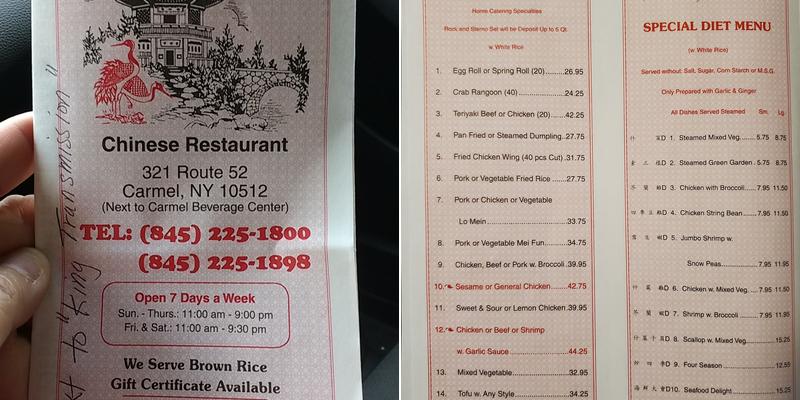 Next to "King Transmission"
Chinese Restaurant
321 Route 52
Carmel, NY 10512
(Next to Carmel Beverage Center)
TEL: (845) 225-1800
(845) 225-1898
Open 7 Days a Week
Sun. - Thurs.: 11:00 am - 9:00 pm
Fri. & Sat.: 11:00 am - 9:30 pm
We Serve Brown Rice
Gift Certificate Available
Home Catering Specialties
Rack and Sterno Set will be Deposit Up to 5 Qt.
w. White Rice
1. Egg Roll or Spring Roll (20)........26.95
2. Crab Rangoon (40)....................24.25
3. Teriyaki Beef or Chicken (20)......42.25
4. Pan Fried or Steamed Dumpling..27.75
5. Fried Chicken Wing (40 pcs Cut).31.75
6. Pork or Vegetable Fried Rice ......27.75
7. Pork or Chicken or Vegetable
Lo Mein....................33.75
8. Pork or Vegetable Mei Fun..........34.75
9. Chicken, Beef or Pork w. Broccoli.39.95
10. Sesame or General Chicken.......42.75
11. Sweet & Sour or Lemon Chicken.39.95
12. Chicken or Beef or Shrimp
w. Garlic Sauce....................44.25
13. Mixed Vegetable....................32.95
14. Tofu w. Any Style....................34.25
SPECIAL DIET MENU
(w. White Rice)
Served without: Salt, Sugar, Corn Starch or M.S.G.
Only Prepared with Garlic & Ginger
All Dishes Served Steamed Sm. Lg.
D 1. Steamed Mixed Veg........5.75 8.75
D 2. Steamed Green Garden.5.75 8.75
D 3. Chicken with Broccoli.....7.95 11.50
D 4. Chicken String Bean.......7.95 11.50
D 5. Jumbo Shrimp w.
Snow Peas....................7.95 11.95
D 6. Chicken w. Mixed Veg. ...7.95 11.50
D 7. Shrimp w. Broccoli..........7.95 11.95
D 8. Scallop w. Mixed Veg....................15.25
D 9. Four Season....................12.55
D10. Seafood Delight....................15.25